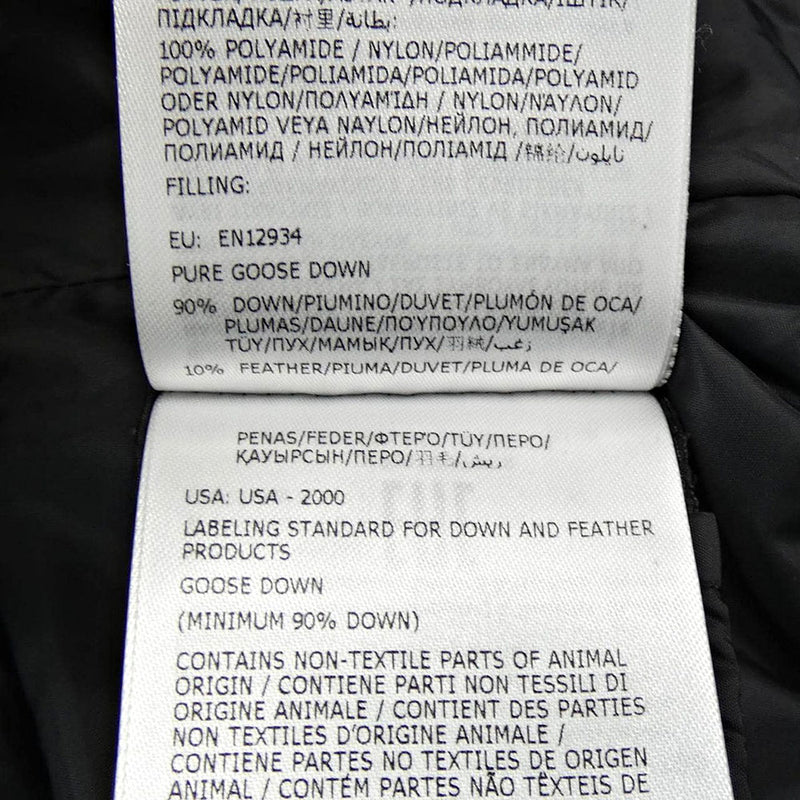 ПІДКЛАДКА/衬里/بطانة:
100% POLYAMIDE / NYLON/POLIAMMIDE/
POLYAMIDE/POLIAMIDA/POLIAMIDA/POLYAMID
ODER NYLON/ΠΟΛΥΑΜΊΔΗ / NYLON/ΝΆΥΛΟΝ/
POLYAMID VEYA NAYLON/НЕЙЛОН, ПОЛИАМИД/
ПОЛИАМИД / НЕЙЛОН/ПОЛІАМІД /锦纶/نايلون
FILLING:
EU: EN12934
PURE GOOSE DOWN
90% DOWN/PIUMINO/DUVET/PLUMÓN DE OCA/
PLUMAS/DAUNE/ΠΟΎΠΟΥΛΟ/YUMUŞAK
TÜY/ПУХ/МАМЫҚ/ПУХ/羽绒/زغب
10% FEATHER/PIUMA/DUVET/PLUMA DE OCA/
PENAS/FEDER/ΦΤΕΡΌ/TÜY/ПЕРО/
ҚАУЫРСЫН/ПЕРО/羽毛/ريش
USA: USA - 2000
LABELING STANDARD FOR DOWN AND FEATHER
PRODUCTS
GOOSE DOWN
(MINIMUM 90% DOWN)
CONTAINS NON-TEXTILE PARTS OF ANIMAL
ORIGIN / CONTIENE PARTI NON TESSILI DI
ORIGINE ANIMALE / CONTIENT DES PARTIES
NON TEXTILES D'ORIGINE ANIMALE /
CONTIENE PARTES NO TEXTILES DE ORIGEN
ANIMAL / CONTÉM PARTES NÃO TÊXTEIS DE